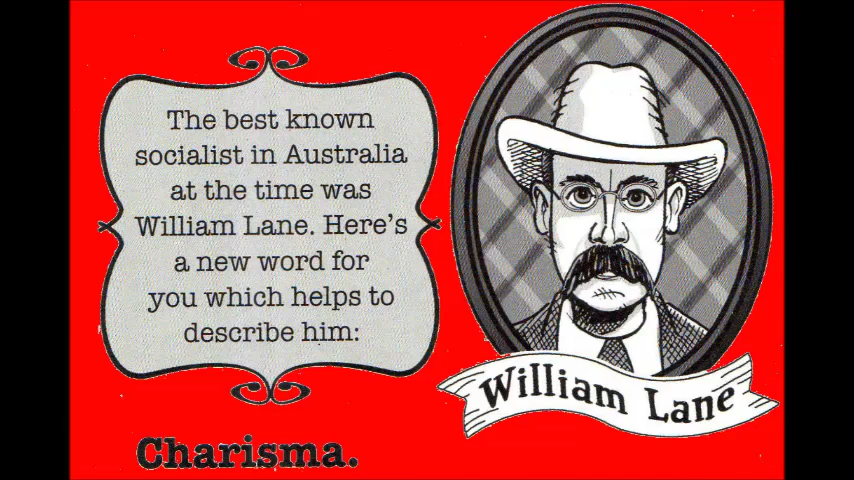 The best known
socialist in Australia
at the time was
William Lane. Here's
a new word for
you which helps to
describe him:
Charisma.
William Lane